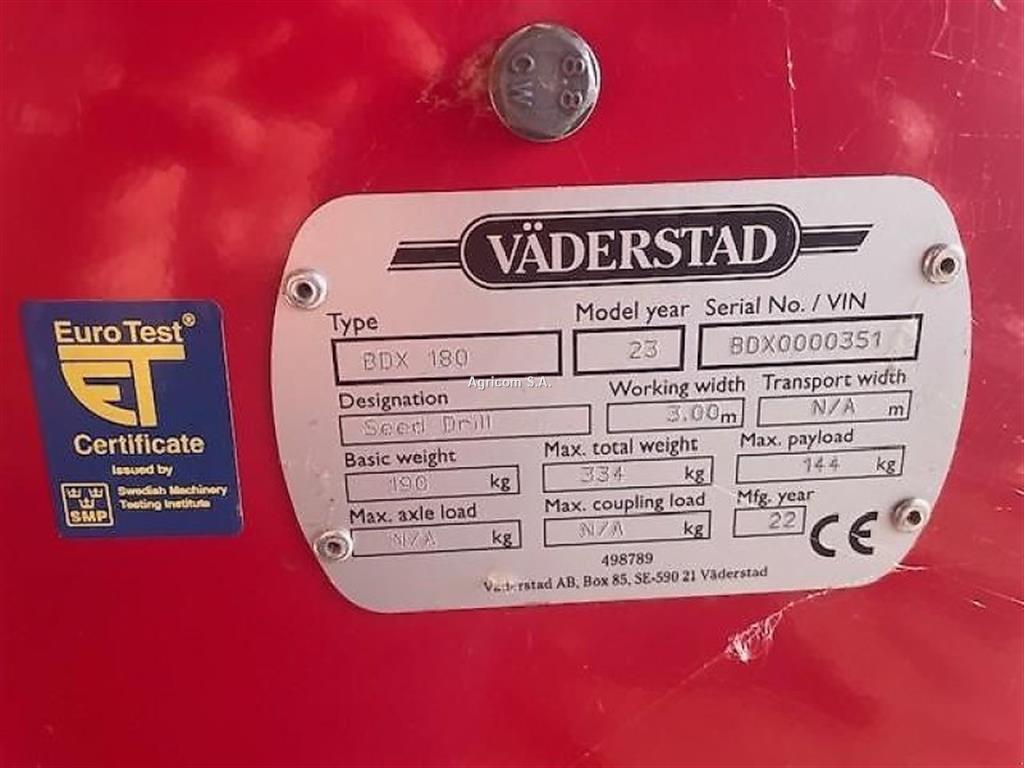 8.8
CW
VÄDERSTAD
Type Model year Serial No. / VIN
BDX 180 23 BDX0000351
Agricom S.A.
Designation Working width Transport width
Seed Drill 3.00 m N/A m
Basic weight Max. total weight Max. payload
190 kg 334 kg 144 kg
Max. axle load Max. coupling load Mfg. year
N/A kg N/A kg 22 CE
498789
Väderstad AB, Box 85, SE-590 21 Väderstad
Euro Test®
ET
Certificate
Issued by
SMP Swedish Machinery
Testing Institute